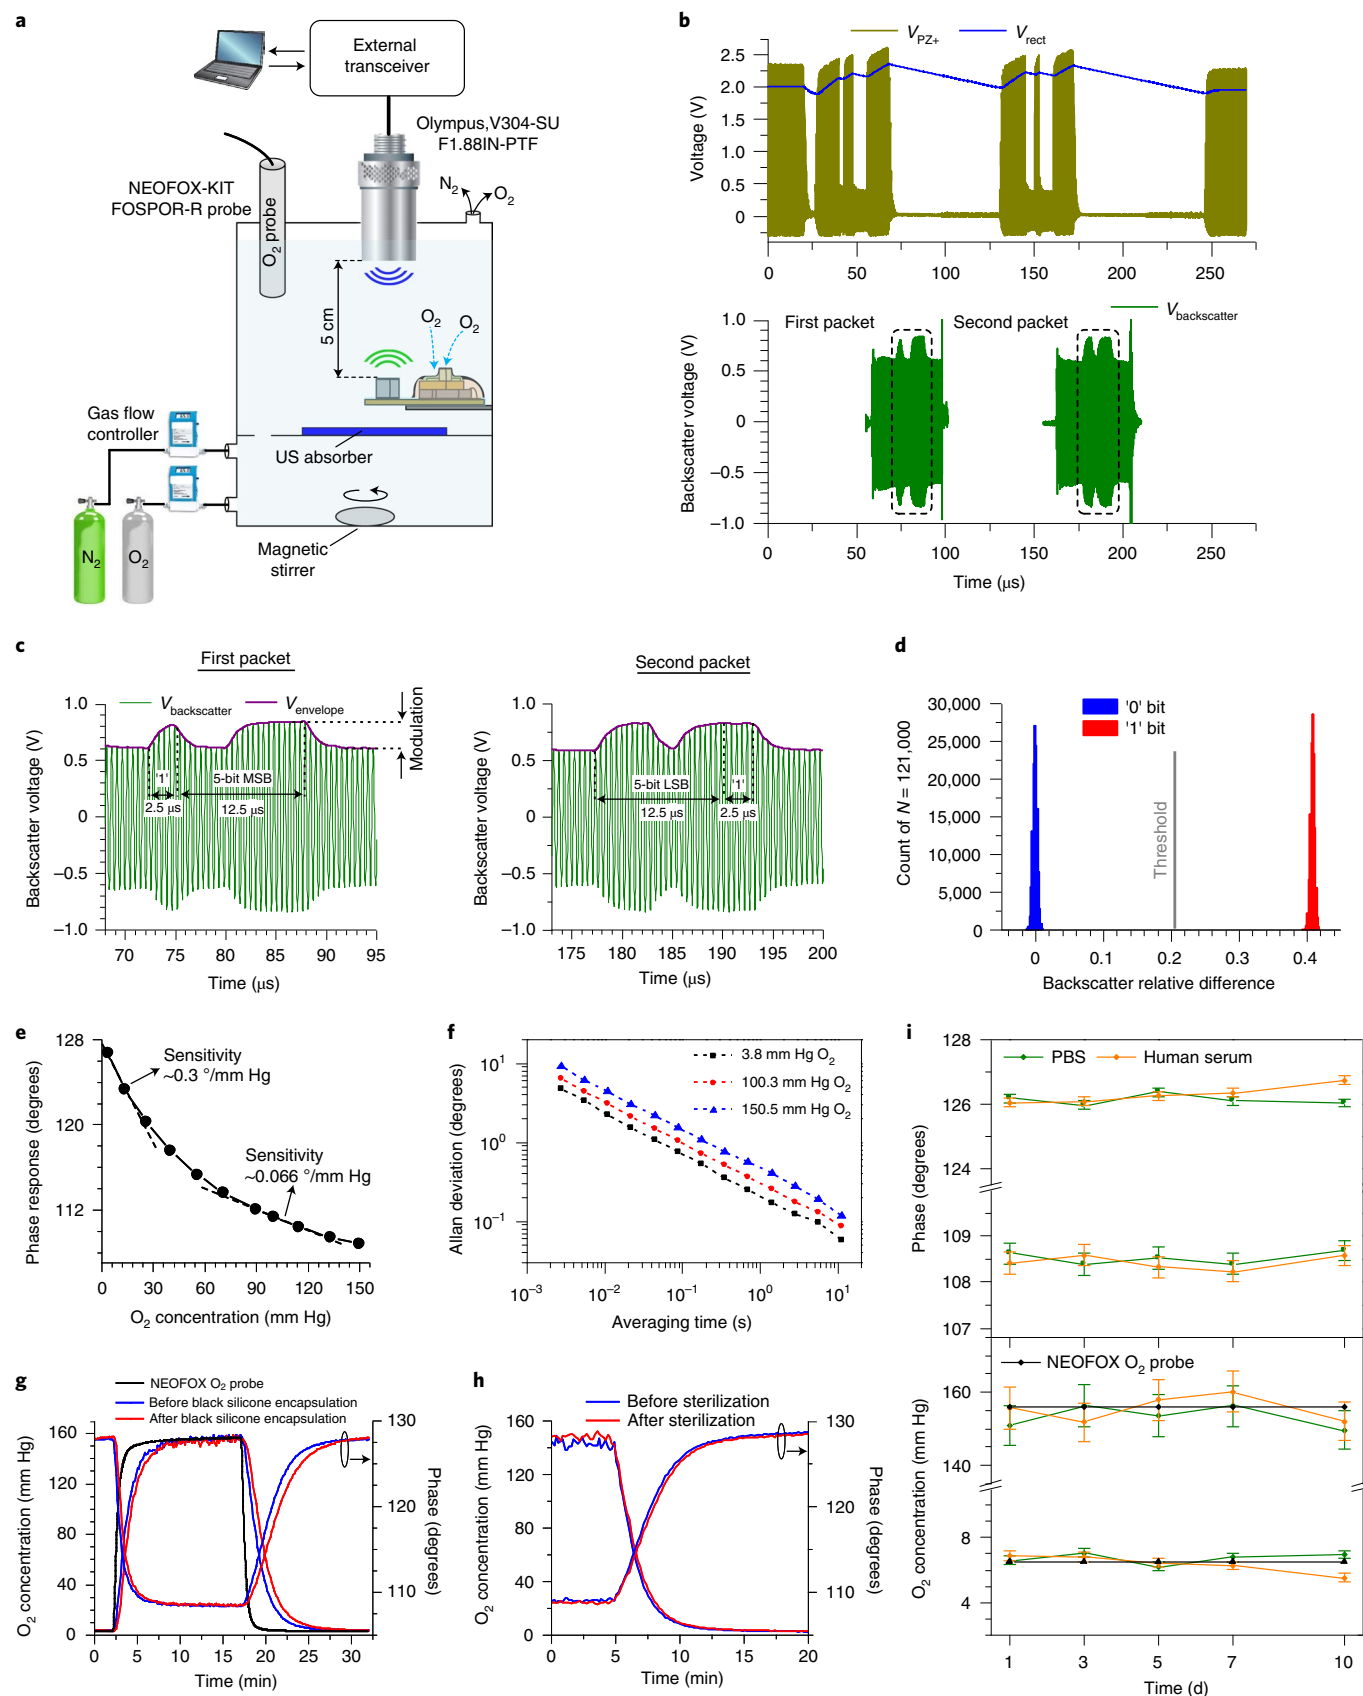 a
External
transceiver
Olympus,V304-SU
F1.88IN-PTF
NEOFOX-KIT
FOSPOR-R probe
N2
O2
O2 probe
5 cm
O2
O2
Gas flow
controller
US absorber
Magnetic
stirrer
N2
O2
b
VPZ+
Vrect
Voltage (V)
2.5
2.0
1.5
1.0
0.5
0
0
50
100
150
200
250
Vbackscatter
First packet
Second packet
Backscatter voltage (V)
1.0
0.5
0
−0.5
−1.0
0
50
100
150
200
250
Time (μs)
c
First packet
Vbackscatter
Venvelope
Modulation
Backscatter voltage (V)
1.0
0.5
0
−0.5
−1.0
'1'
5-bit MSB
2.5 μs
12.5 μs
70
75
80
85
90
95
Time (μs)
Second packet
Backscatter voltage (V)
1.0
0.5
0
−0.5
−1.0
5-bit LSB
'1'
12.5 μs
2.5 μs
175
180
185
190
195
200
Time (μs)
d
'0' bit
'1' bit
Threshold
Count of N = 121,000
30,000
25,000
20,000
15,000
10,000
5,000
0
0
0.1
0.2
0.3
0.4
Backscatter relative difference
e
Sensitivity
~0.3 °/mm Hg
Sensitivity
~0.066 °/mm Hg
Phase response (degrees)
128
120
112
0
30
60
90
120
150
O2 concentration (mm Hg)
f
3.8 mm Hg O2
100.3 mm Hg O2
150.5 mm Hg O2
Allan deviation (degrees)
10^1
10^0
10^−1
10^−3
10^−2
10^−1
10^0
10^1
Averaging time (s)
g
NEOFOX O2 probe
Before black silicone encapsulation
After black silicone encapsulation
O2 concentration (mm Hg)
160
120
80
40
0
130
120
110
Phase (degrees)
0
5
10
15
20
25
30
Time (min)
h
Before sterilization
After sterilization
O2 concentration (mm Hg)
160
120
80
40
0
130
120
110
Phase (degrees)
0
5
10
15
20
Time (min)
i
PBS
Human serum
Phase (degrees)
128
126
124
109
108
107
NEOFOX O2 probe
O2 concentration (mm Hg)
160
140
8
4
1
3
5
7
10
Time (d)